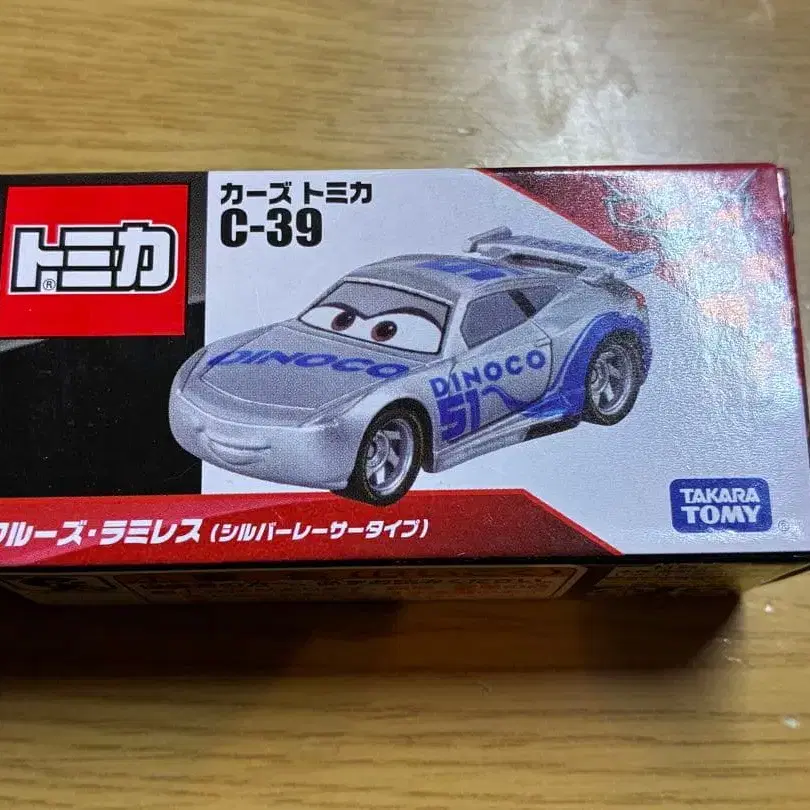 トミカ®
カーズ トミカ
C-39
DINOCO
DINOCO
51
TAKARA
TOMY
®
クルーズ・ラミレス (シルバーレーサータイプ)